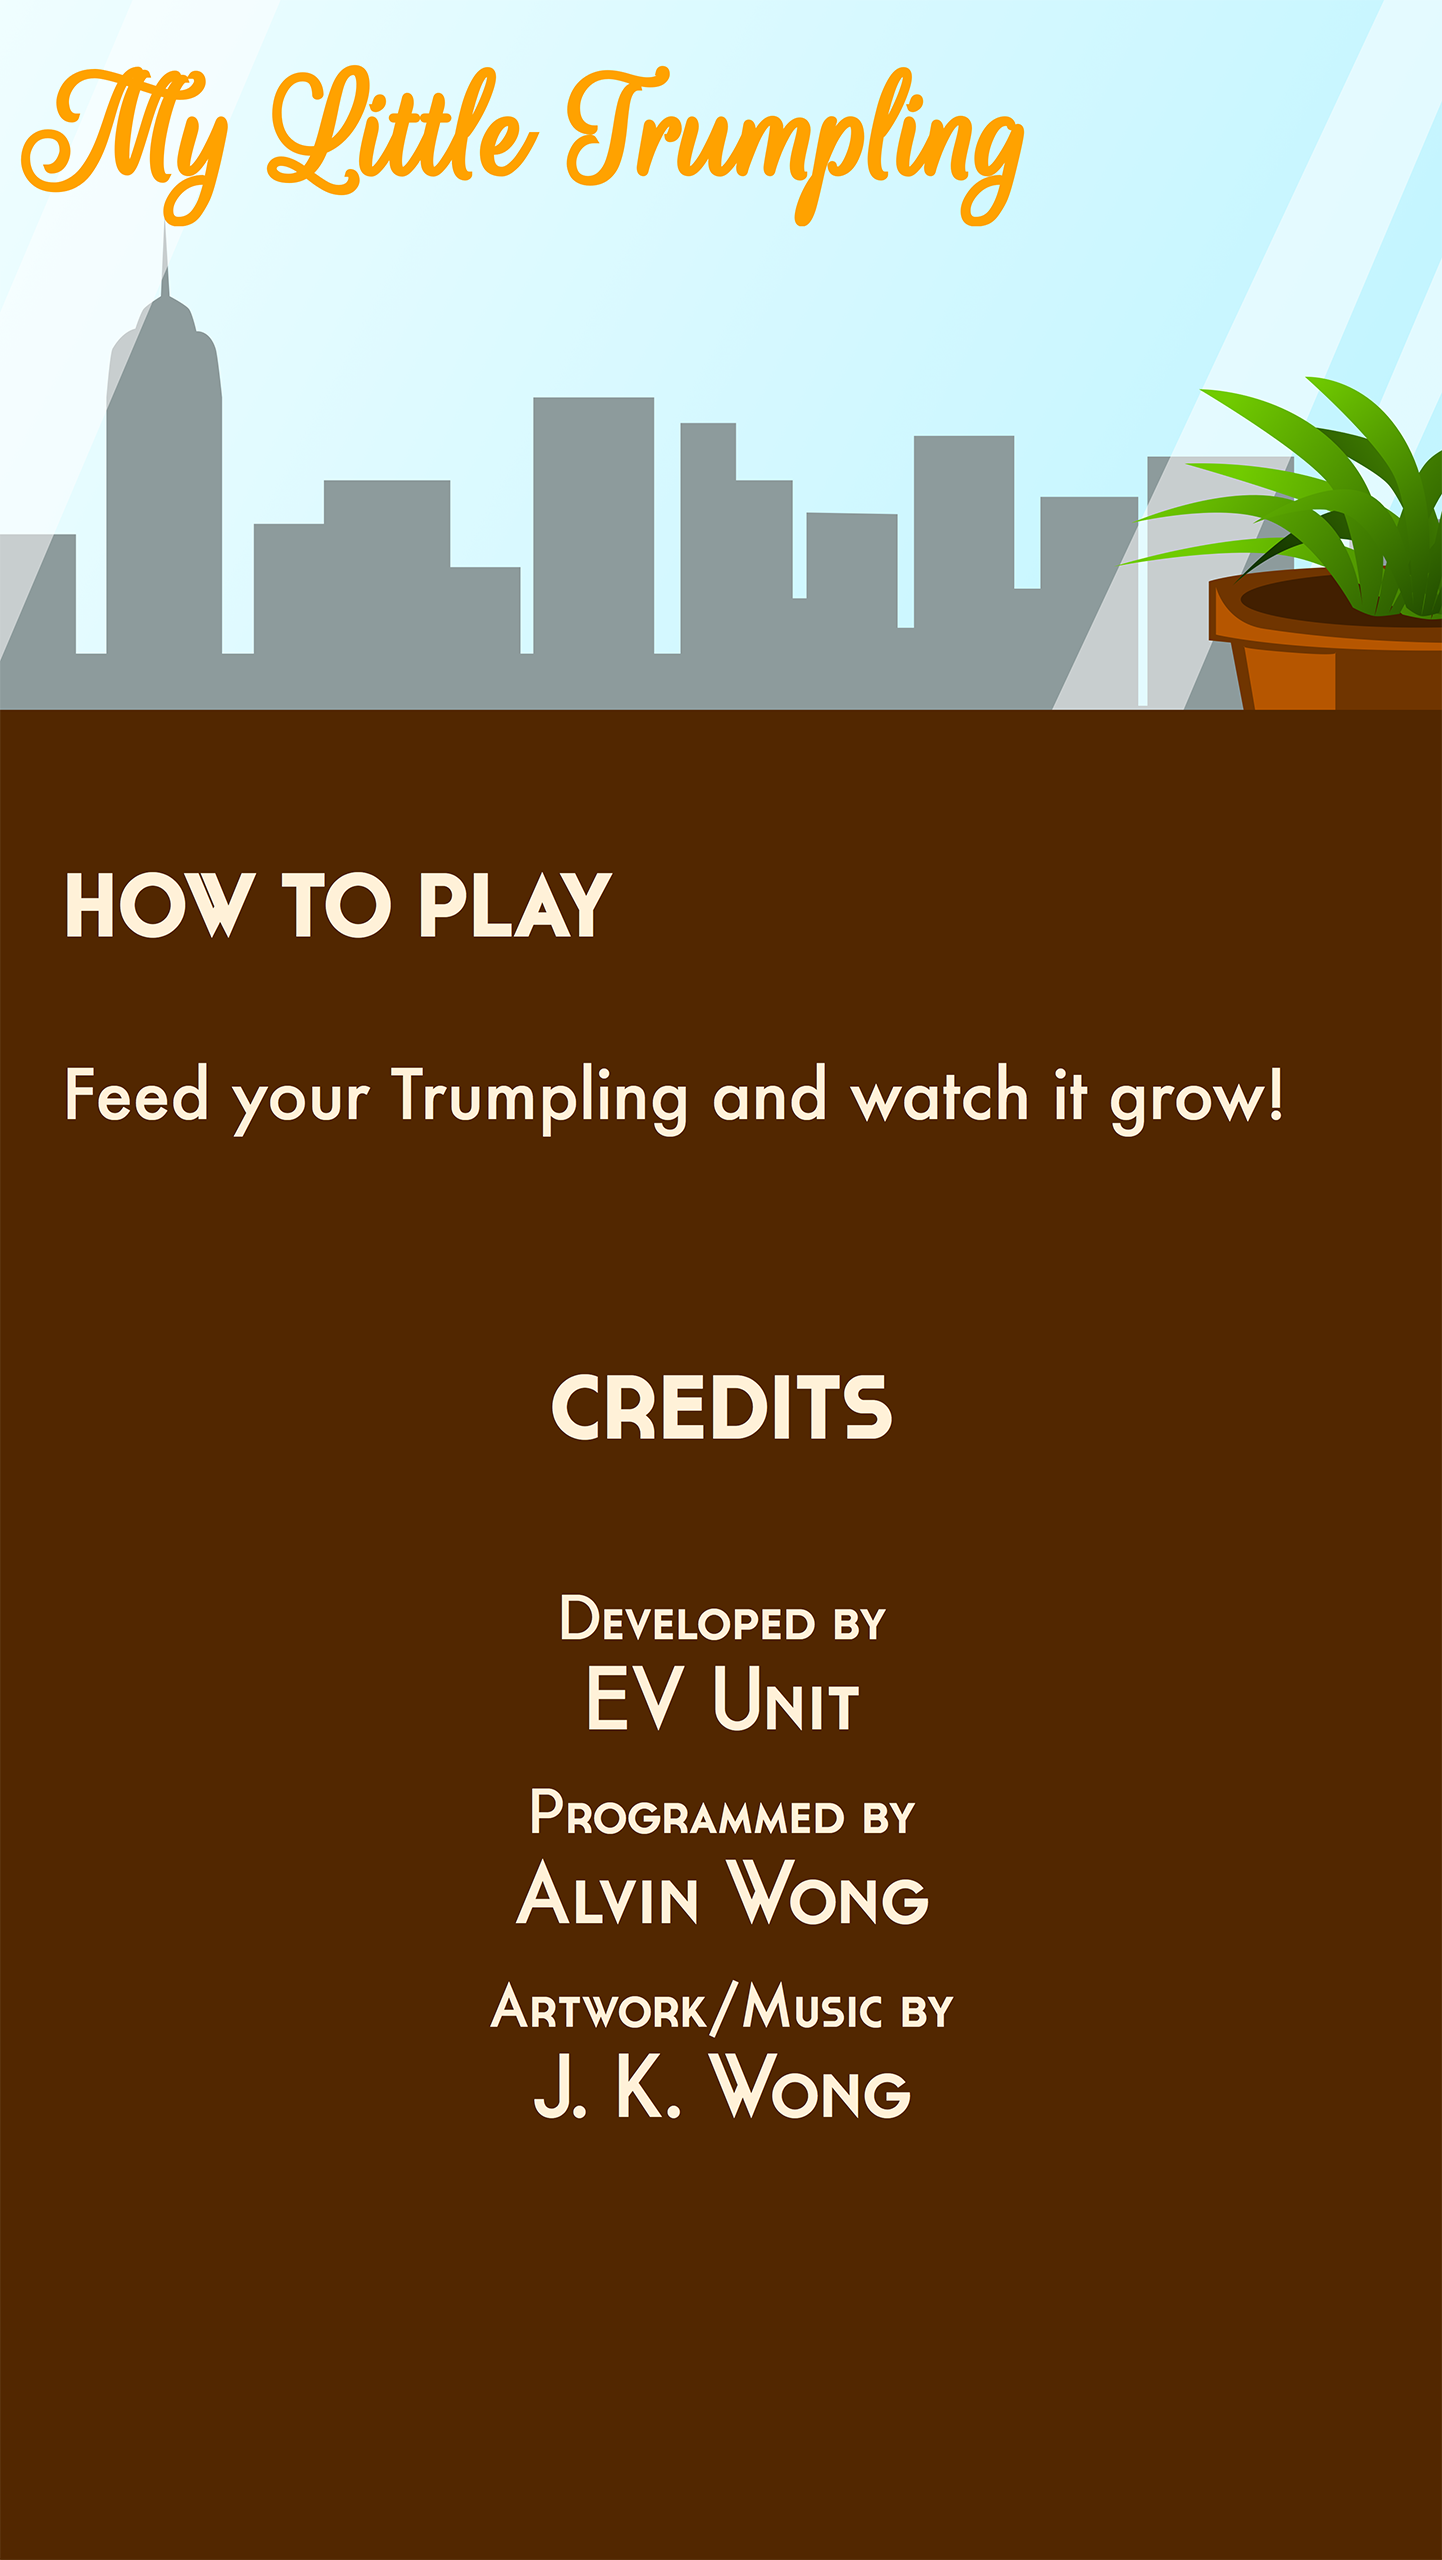 My Little Trumpling
HOW TO PLAY
Feed your Trumpling and watch it grow!
CREDITS
Developed by
EV Unit
Programmed by
Alvin Wong
Artwork/Music by
J. K. Wong